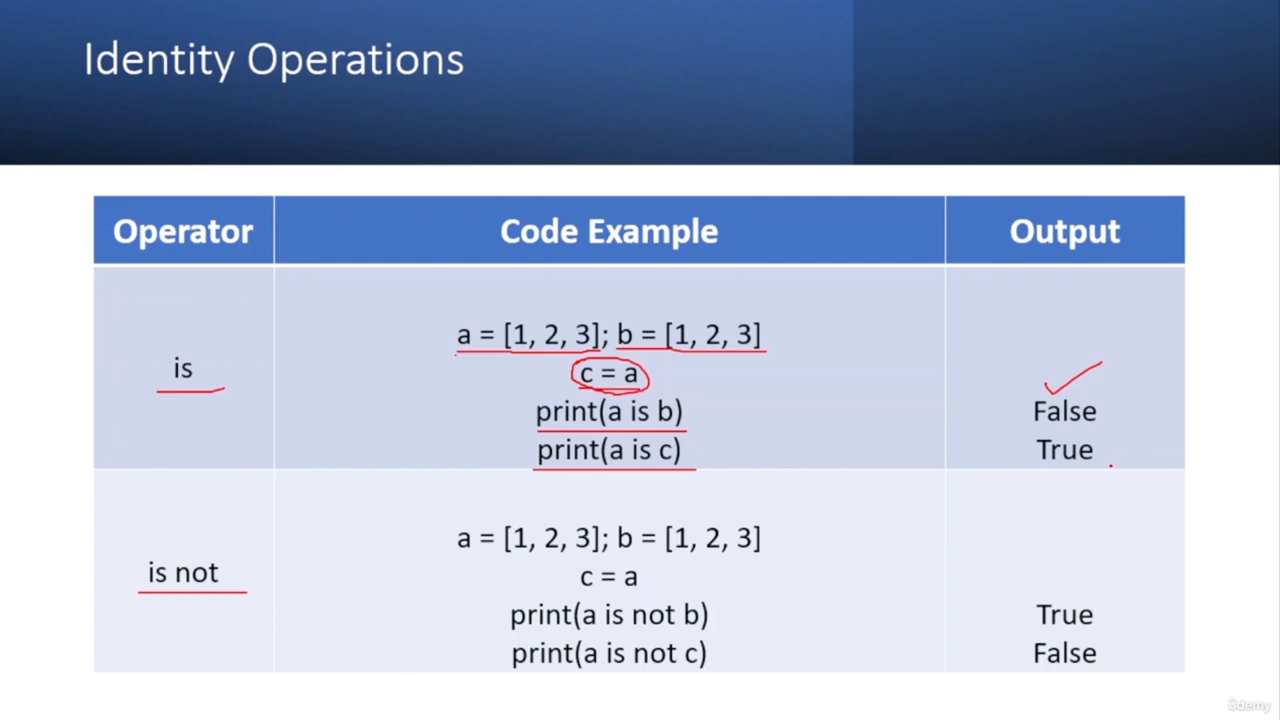 Identity Operations
Operator Code Example Output
a = [1, 2, 3]; b = [1, 2, 3]
is
c = a
print(a is b) False
print(a is c) True
a = [1, 2, 3]; b = [1, 2, 3]
is not
c = a
print(a is not b) True
print(a is not c) False
ûdemy